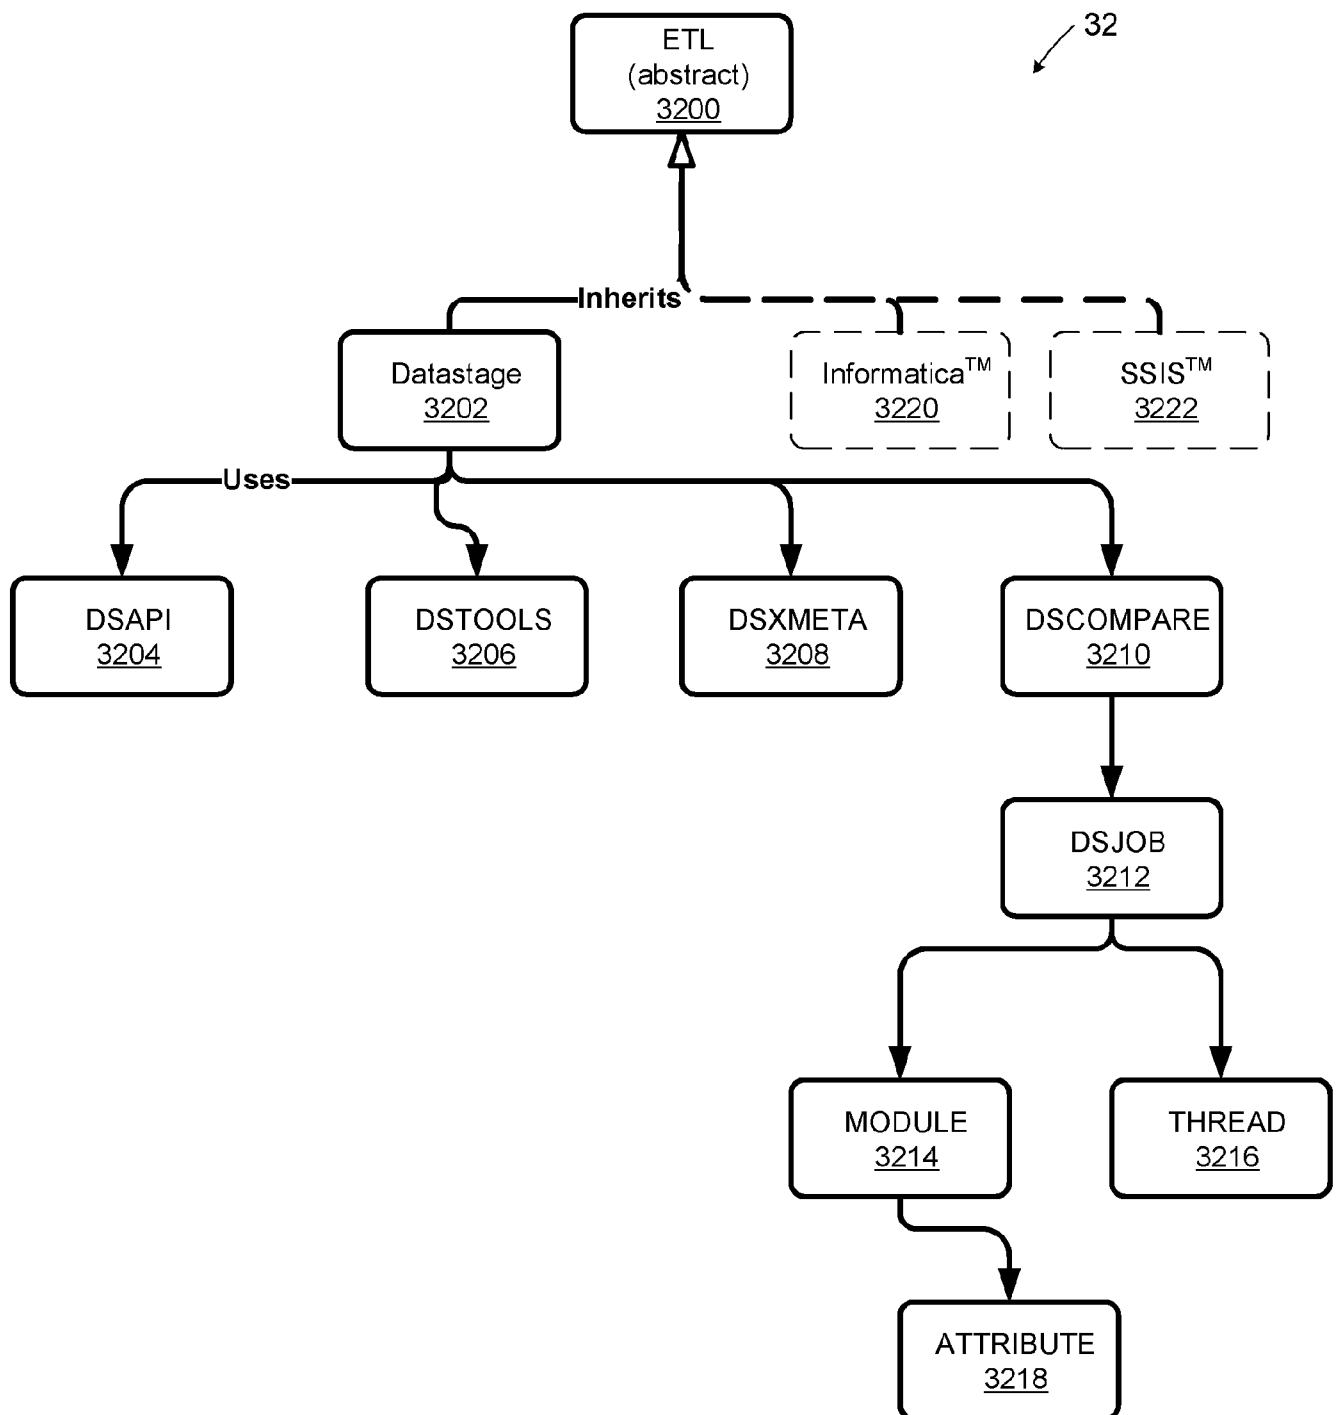 32
ETL
(abstract)
3200
Inherits
Datastage
3202
Informatica™
3220
SSIS™
3222
Uses
DSAPI
3204
DSTOOLS
3206
DSXMETA
3208
DSCOMPARE
3210
DSJOB
3212
MODULE
3214
THREAD
3216
ATTRIBUTE
3218